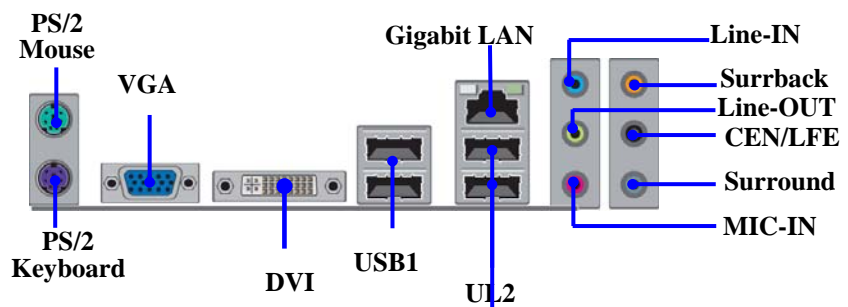 PS/2
Mouse
VGA
Gigabit LAN
Line-IN
Surrback
Line-OUT
CEN/LFE
Surround
MIC-IN
PS/2
Keyboard
DVI
USB1
UL2